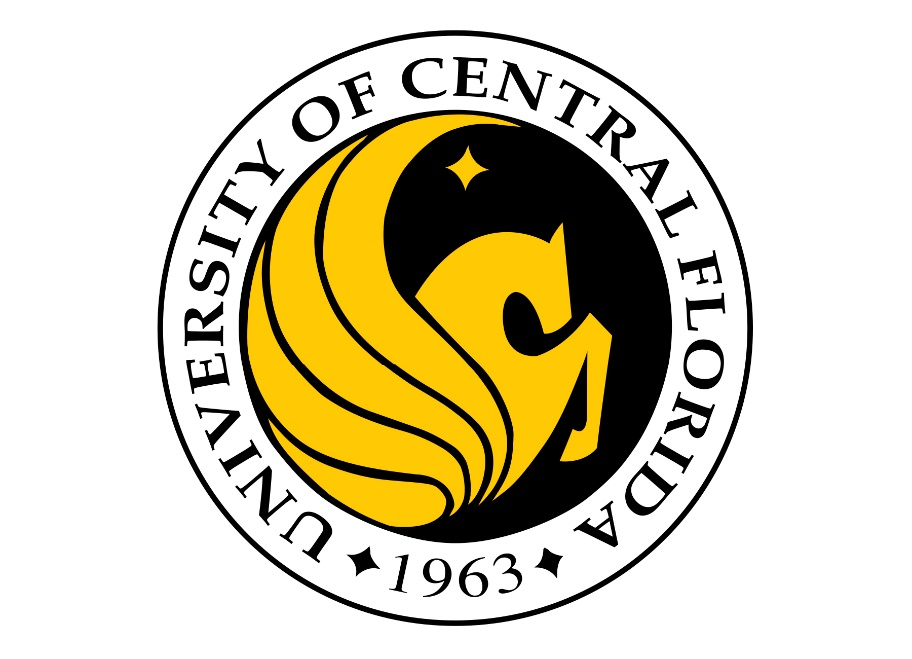 UNIVERSITY OF CENTRAL FLORIDA
1963